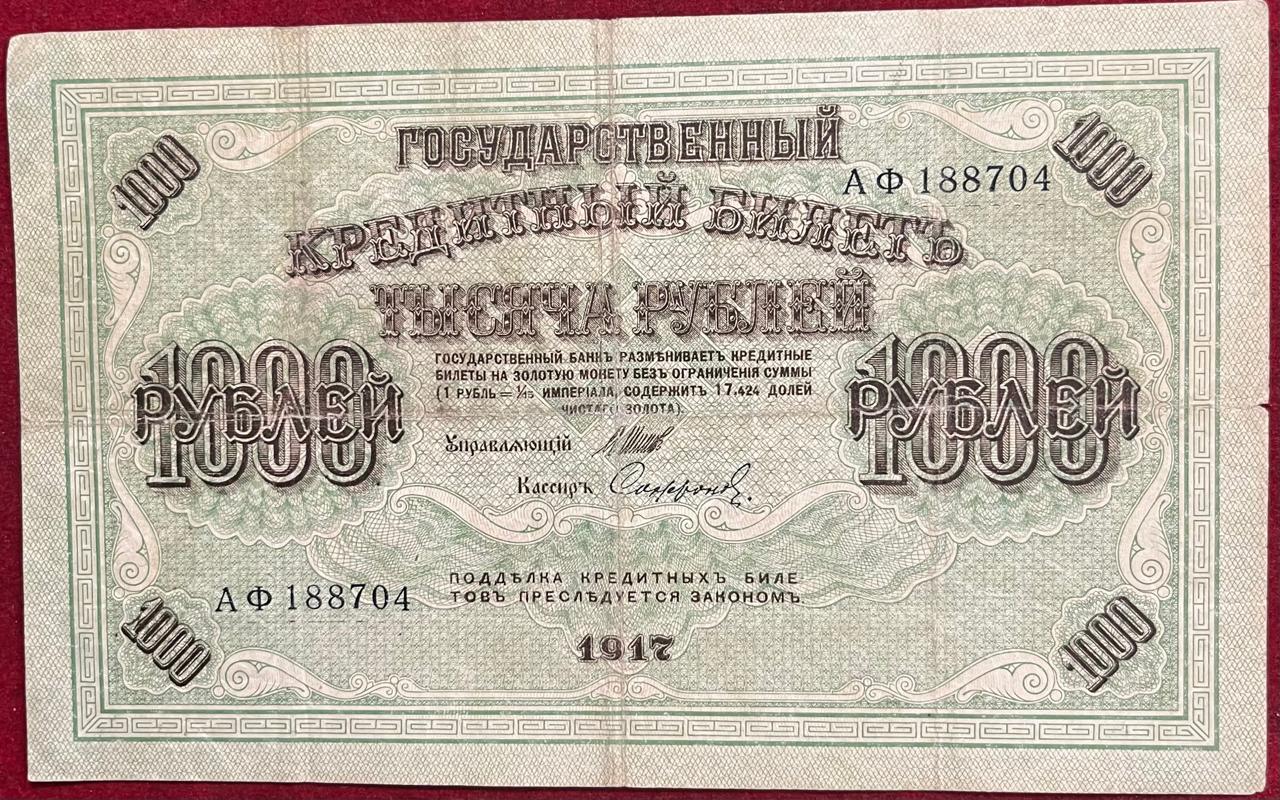 1000
1000
ГОСУДАРСТВЕННЫЙ
АФ 188704
КРЕДИТНЫЙ БИЛЕТЪ
ТЫСЯЧА РУБЛЕЙ
1000
РУБЛЕЙ
1000
РУБЛЕЙ
ГОСУДАРСТВЕННЫЙ БАНКЪ РАЗМѢНИВАЕТЪ КРЕДИТНЫЕ
БИЛЕТЫ НА ЗОЛОТУЮ МОНЕТУ БЕЗЪ ОГРАНИЧЕНІЯ СУММЫ
(1 РУБЛЬ = 1/15 ИМПЕРІАЛА, СОДЕРЖИТЪ 17.424 ДОЛЕЙ
ЧИСТАГО ЗОЛОТА).
Управляющій
Кассиръ
АФ 188704
ПОДДѢЛКА КРЕДИТНЫХЪ БИЛЕ-
ТОВЪ ПРЕСЛѢДУЕТСЯ ЗАКОНОМЪ.
1917
1000
1000